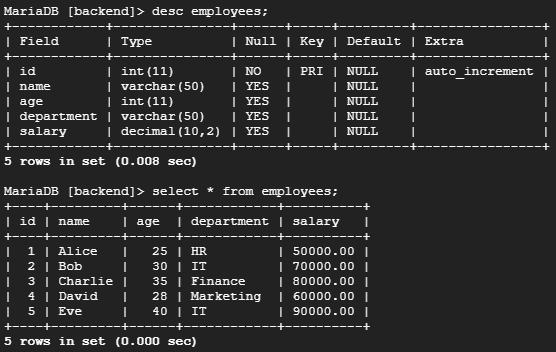 MariaDB [backend]> desc employees;
+------------+---------------+------+-----+---------+----------------+
| Field      | Type          | Null | Key | Default | Extra          |
+------------+---------------+------+-----+---------+----------------+
| id         | int(11)       | NO   | PRI | NULL    | auto_increment |
| name       | varchar(50)   | YES  |     | NULL    |                |
| age        | int(11)       | YES  |     | NULL    |                |
| department | varchar(50)   | YES  |     | NULL    |                |
| salary     | decimal(10,2) | YES  |     | NULL    |                |
+------------+---------------+------+-----+---------+----------------+
5 rows in set (0.008 sec)
MariaDB [backend]> select * from employees;
+----+---------+------+------------+----------+
| id | name    | age  | department | salary   |
+----+---------+------+------------+----------+
|  1 | Alice   |   25 | HR         | 50000.00 |
|  2 | Bob     |   30 | IT         | 70000.00 |
|  3 | Charlie |   35 | Finance    | 80000.00 |
|  4 | David   |   28 | Marketing  | 60000.00 |
|  5 | Eve     |   40 | IT         | 90000.00 |
+----+---------+------+------------+----------+
5 rows in set (0.000 sec)